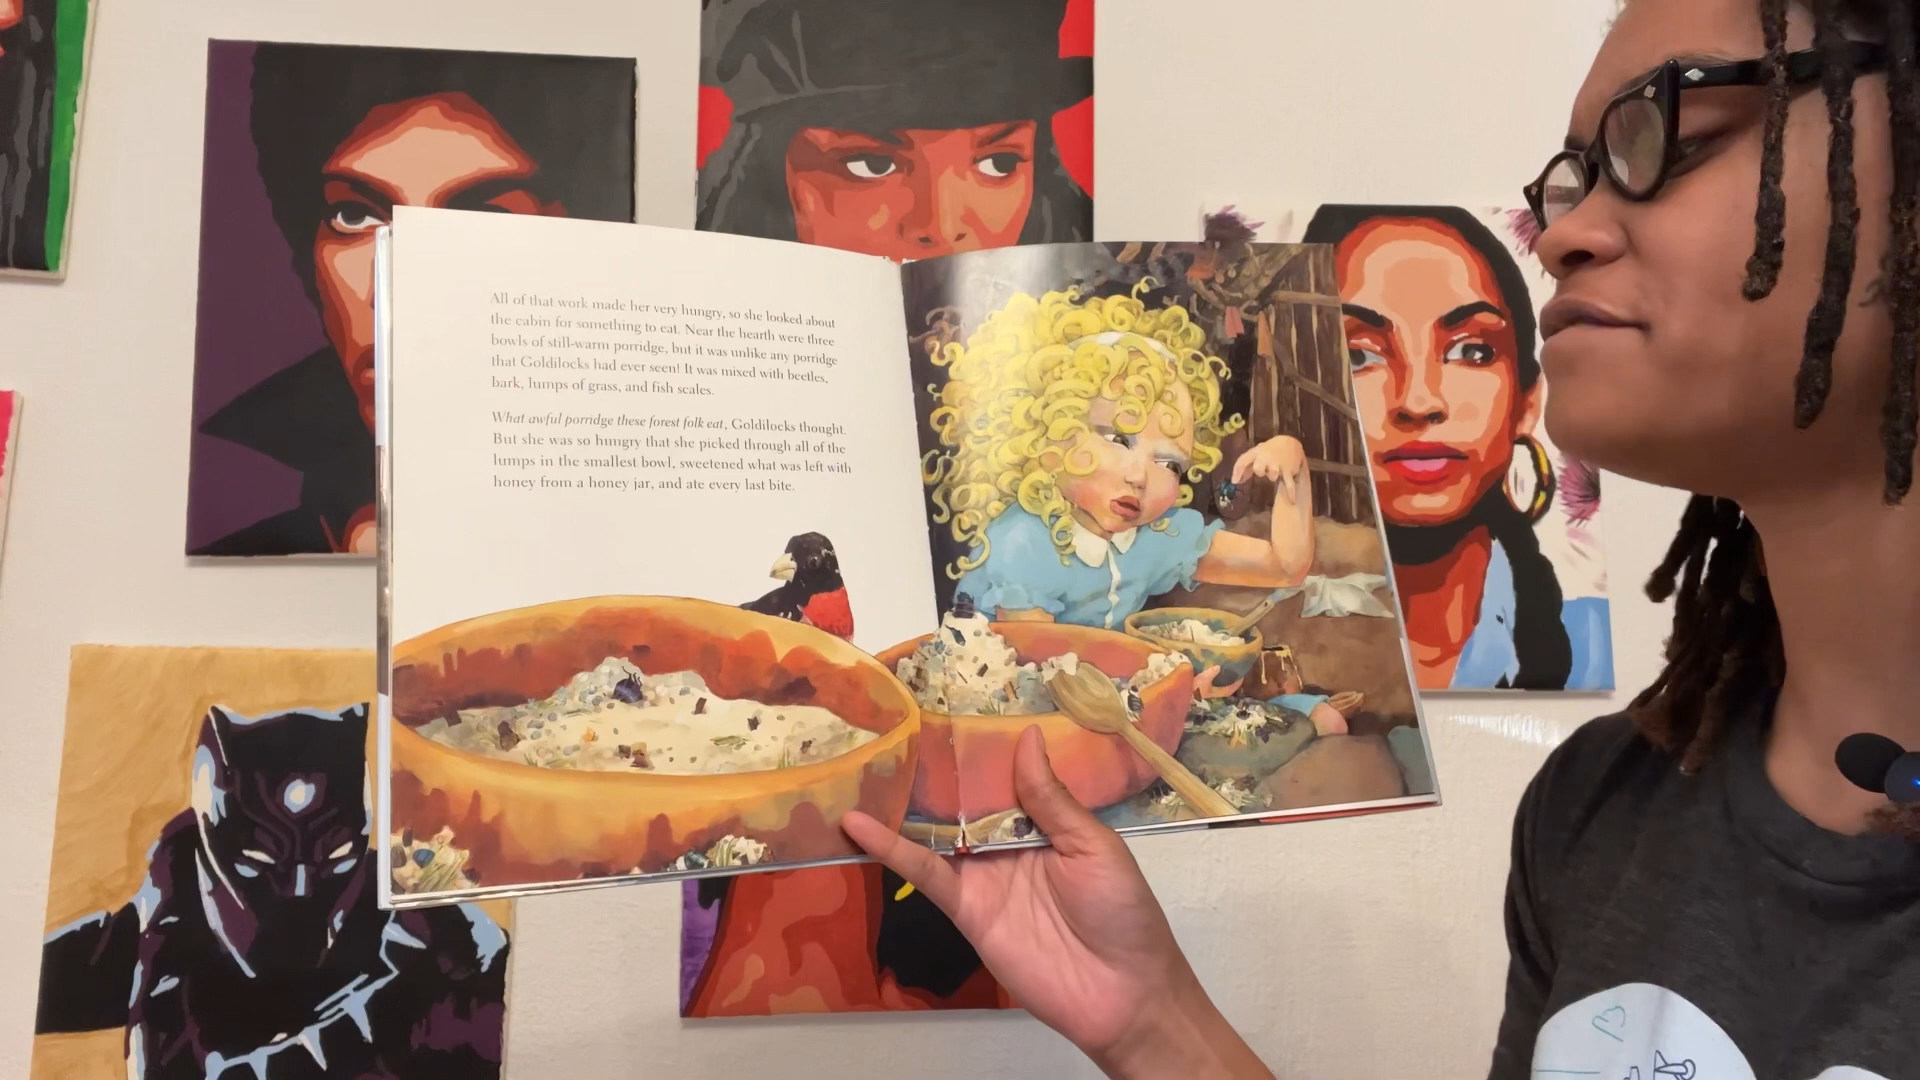 All of that work made her very hungry, so she looked about
the cabin for something to eat. Near the hearth were three
bowls of still-warm porridge, but it was unlike any porridge
that Goldilocks had ever seen! It was mixed with beetles,
bark, lumps of grass, and fish scales.
What awful porridge these forest folk eat, Goldilocks thought.
But she was so hungry that she picked through all of the
lumps in the smallest bowl, sweetened what was left with
honey from a honey jar, and ate every last bite.